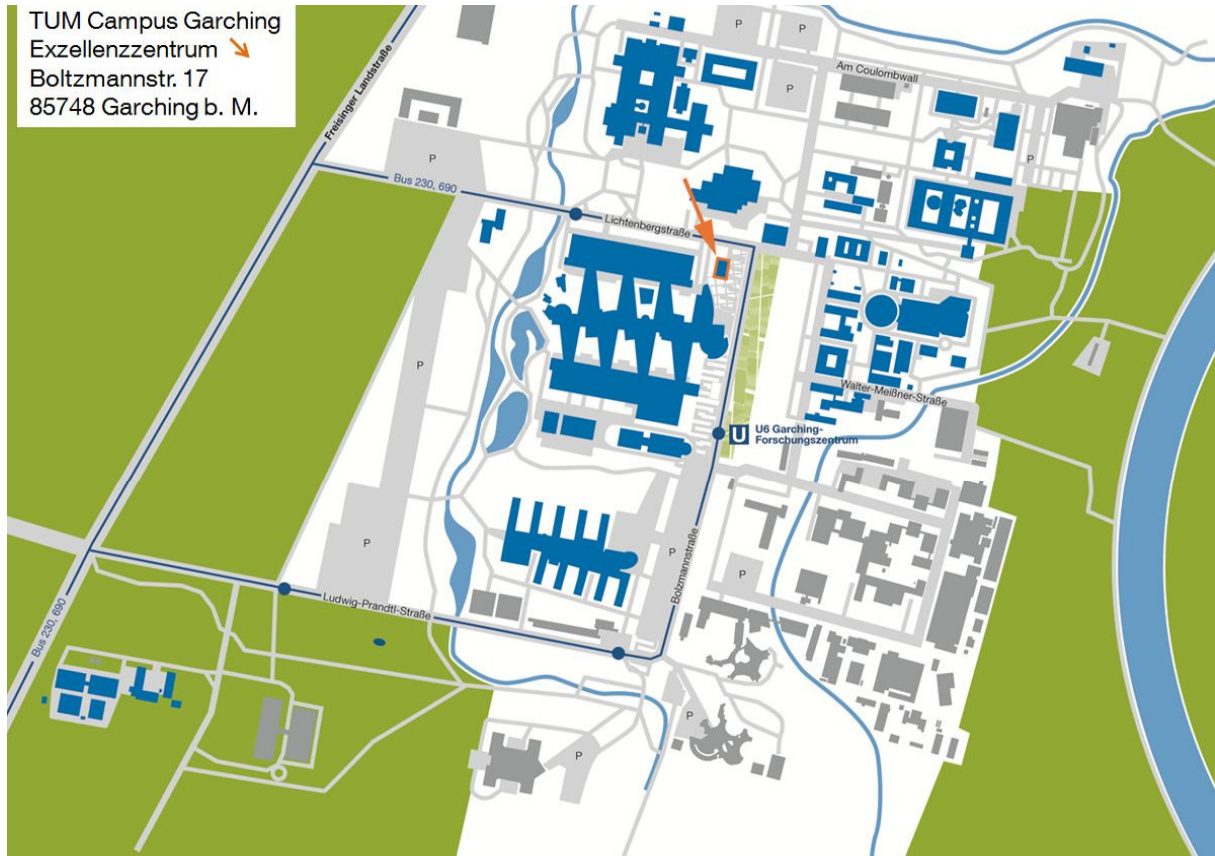 TUM Campus Garching
Exzellenzzentrum
Boltzmannstr. 17
85748 Garching b. M.
Freisinger Landstraße
P
P
P
Am Coulombwall
P
P
Bus 230, 690
P
Lichtenbergstraße
P
Walter-Meißner-Straße
U
U6 Garching-
Forschungszentrum
P
P
P
Bolzmannstraße
Ludwig-Prandtl-Straße
Bus 230, 690
P
P